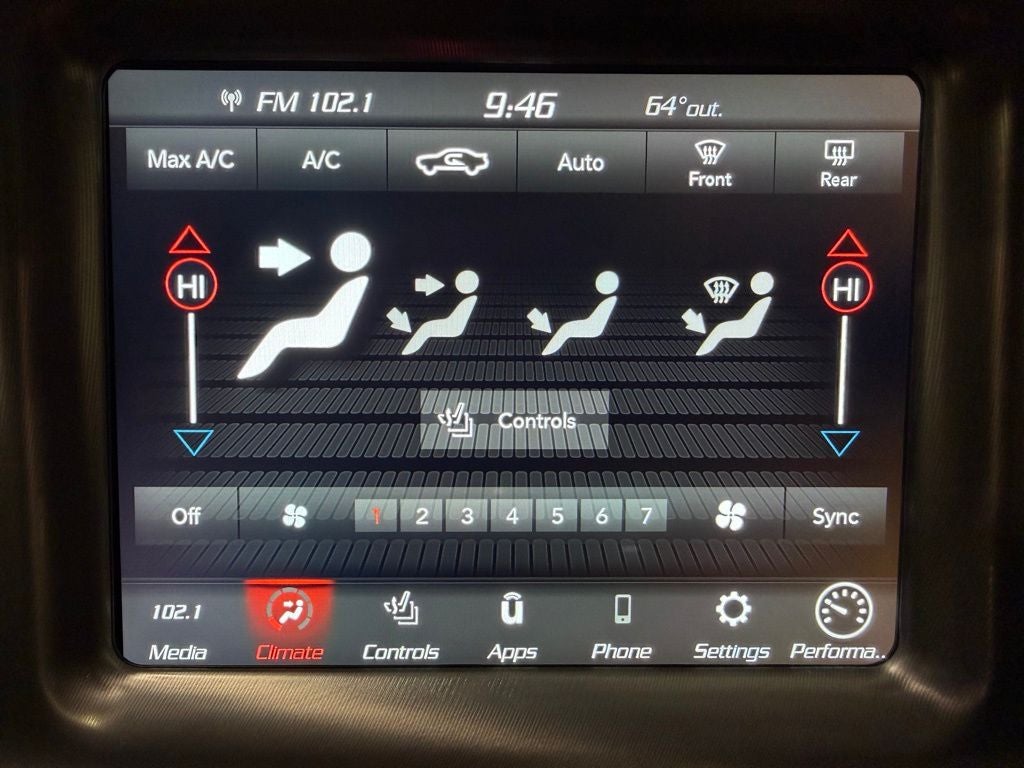 FM 102.1 9:46 64° out.
Max A/C A/C Auto Front Rear
HI HI
Controls
Off 1 2 3 4 5 6 7 Sync
102.1
Media Climate Controls Apps Phone Settings Performa..